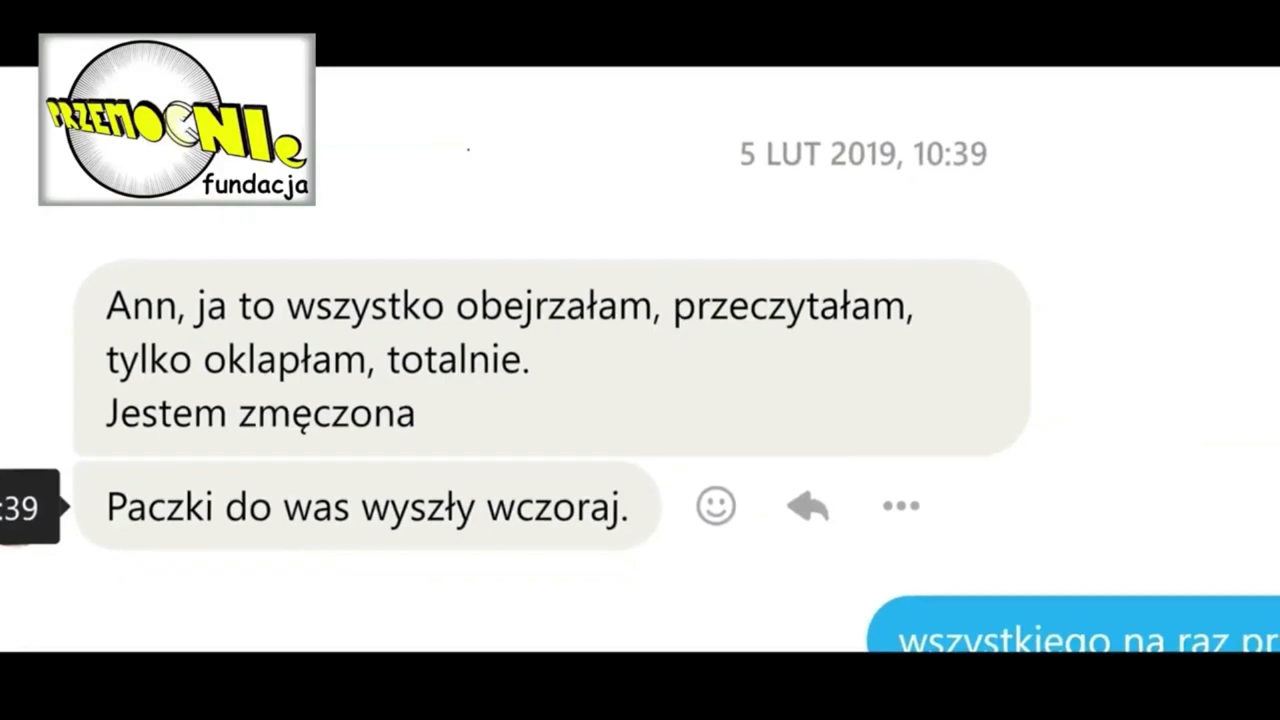 PRZEMOCNIe
fundacja
5 LUT 2019, 10:39
Ann, ja to wszystko obejrzałam, przeczytałam,
tylko oklapłam, totalnie.
Jestem zmęczona
:39
Paczki do was wyszły wczoraj.
wszystkiego na raz